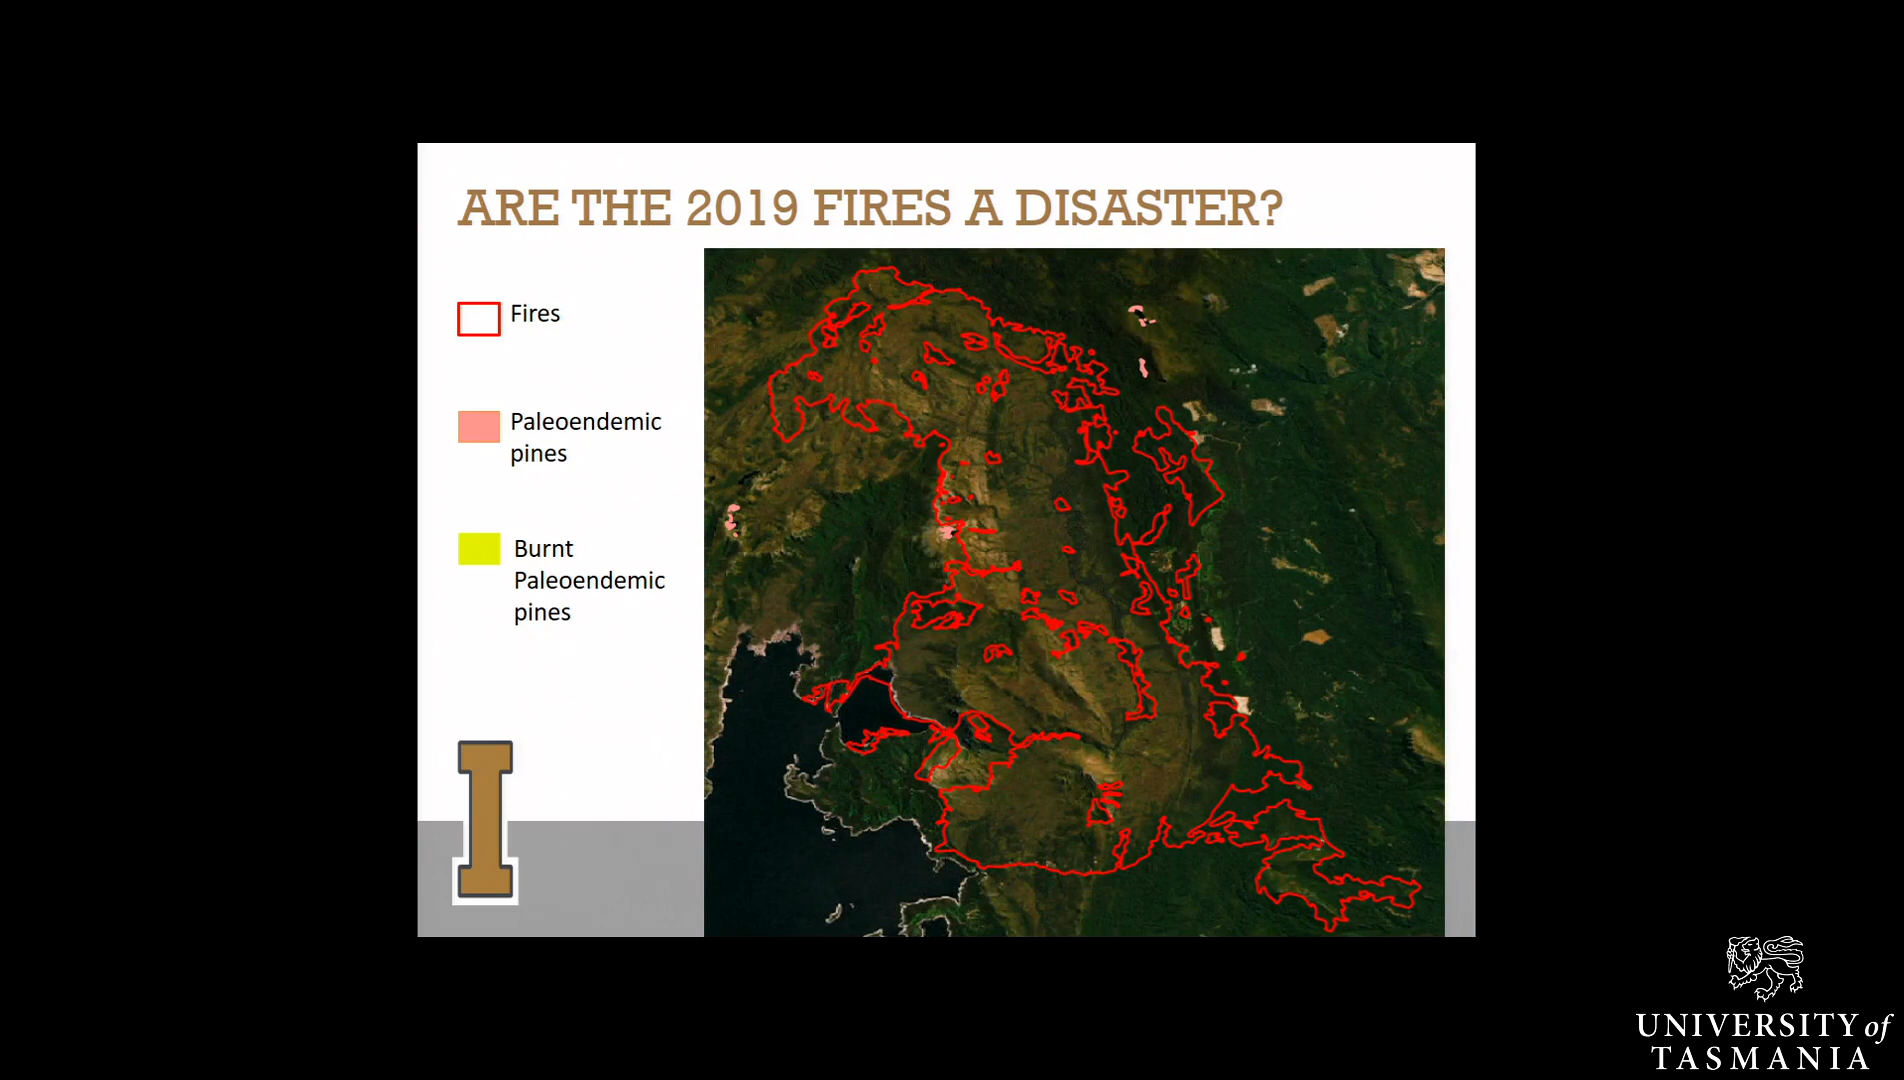 ARE THE 2019 FIRES A DISASTER?
Fires
Paleoendemic
pines
Burnt
Paleoendemic
pines
I
UNIVERSITY of
TASMANIA